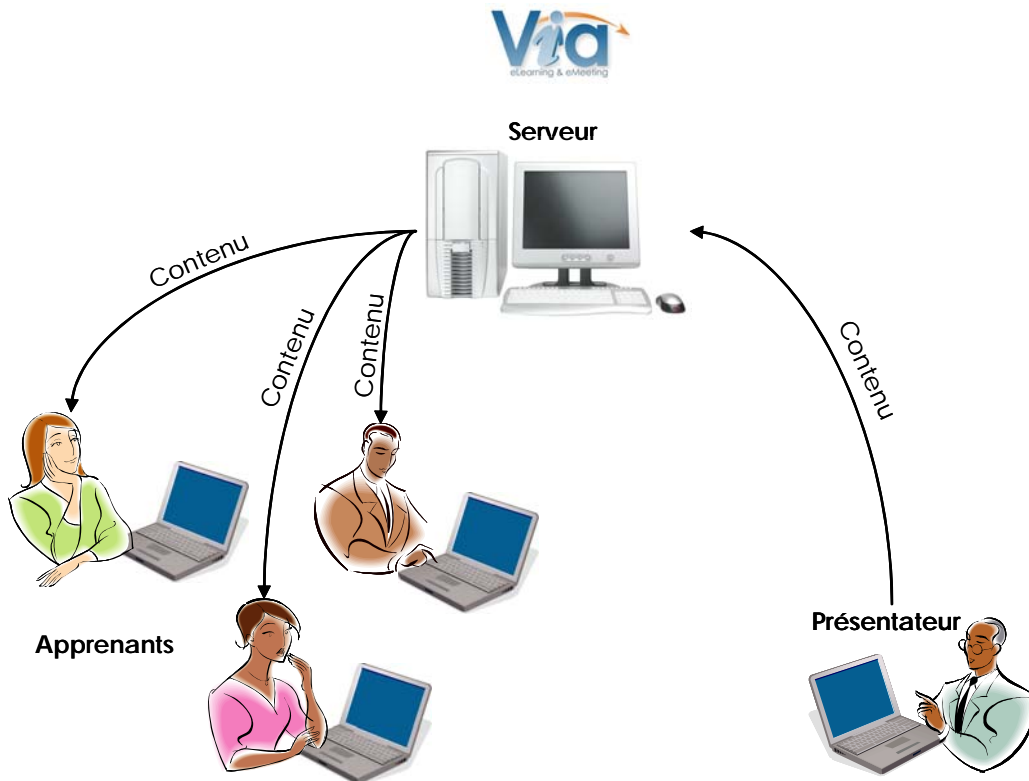 Via
eLearning & eMeeting
Serveur
Contenu
Contenu
Contenu
Contenu
Apprenants
Présentateur